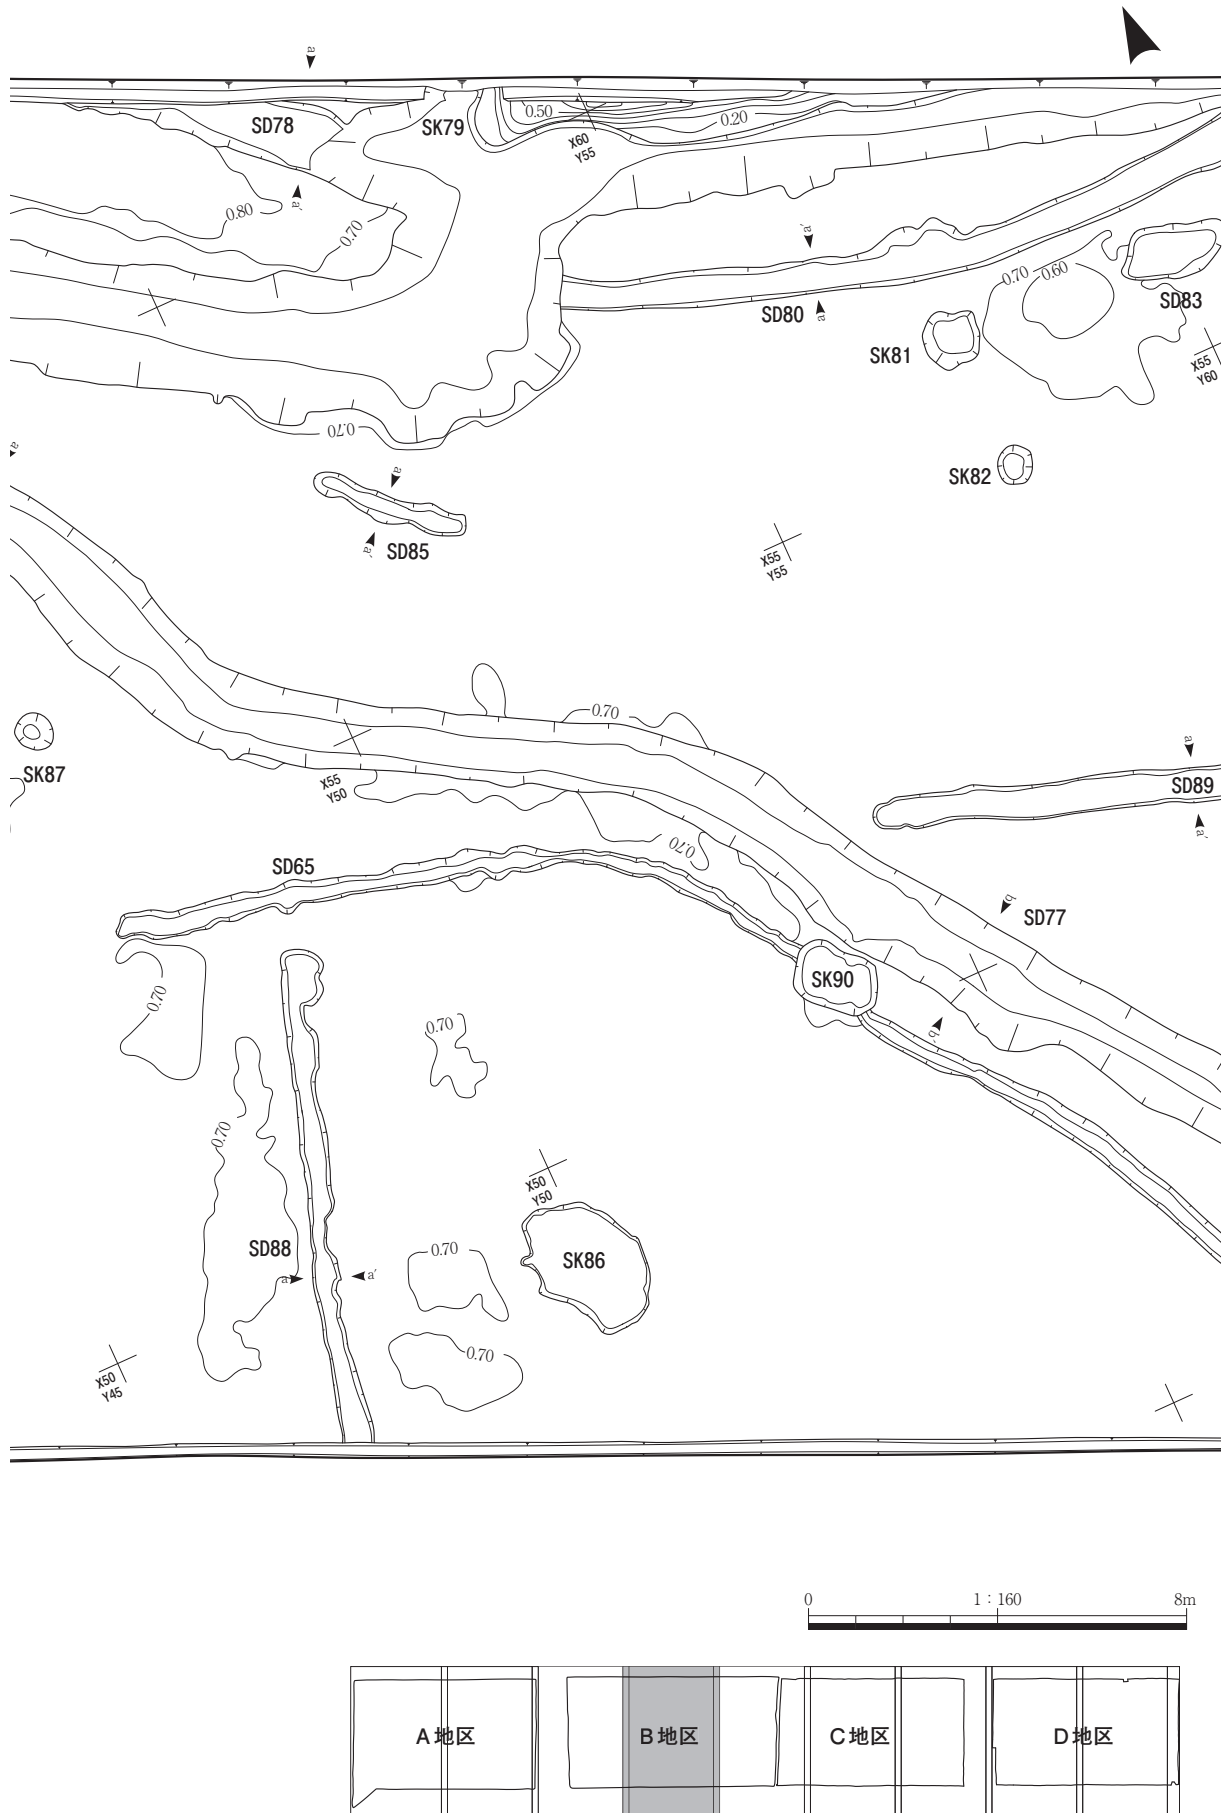 a
SD78
SK79
0.50
0.20
X60
Y55
a'
0.80
0.70
a'
SD80
a
0.70
0.60
SD83
SK81
X55
Y60
0.70
a
SK82
a
a'
SD85
X55
Y55
0.70
SK87
X55
Y50
a
SD89
a'
0.70
SD65
b
SD77
SK90
b'
0.70
0.70
0.70
X50
Y50
SD88
a
a'
0.70
SK86
0.70
X50
Y45
0
1:160
8m
A地区
B地区
C地区
D地区